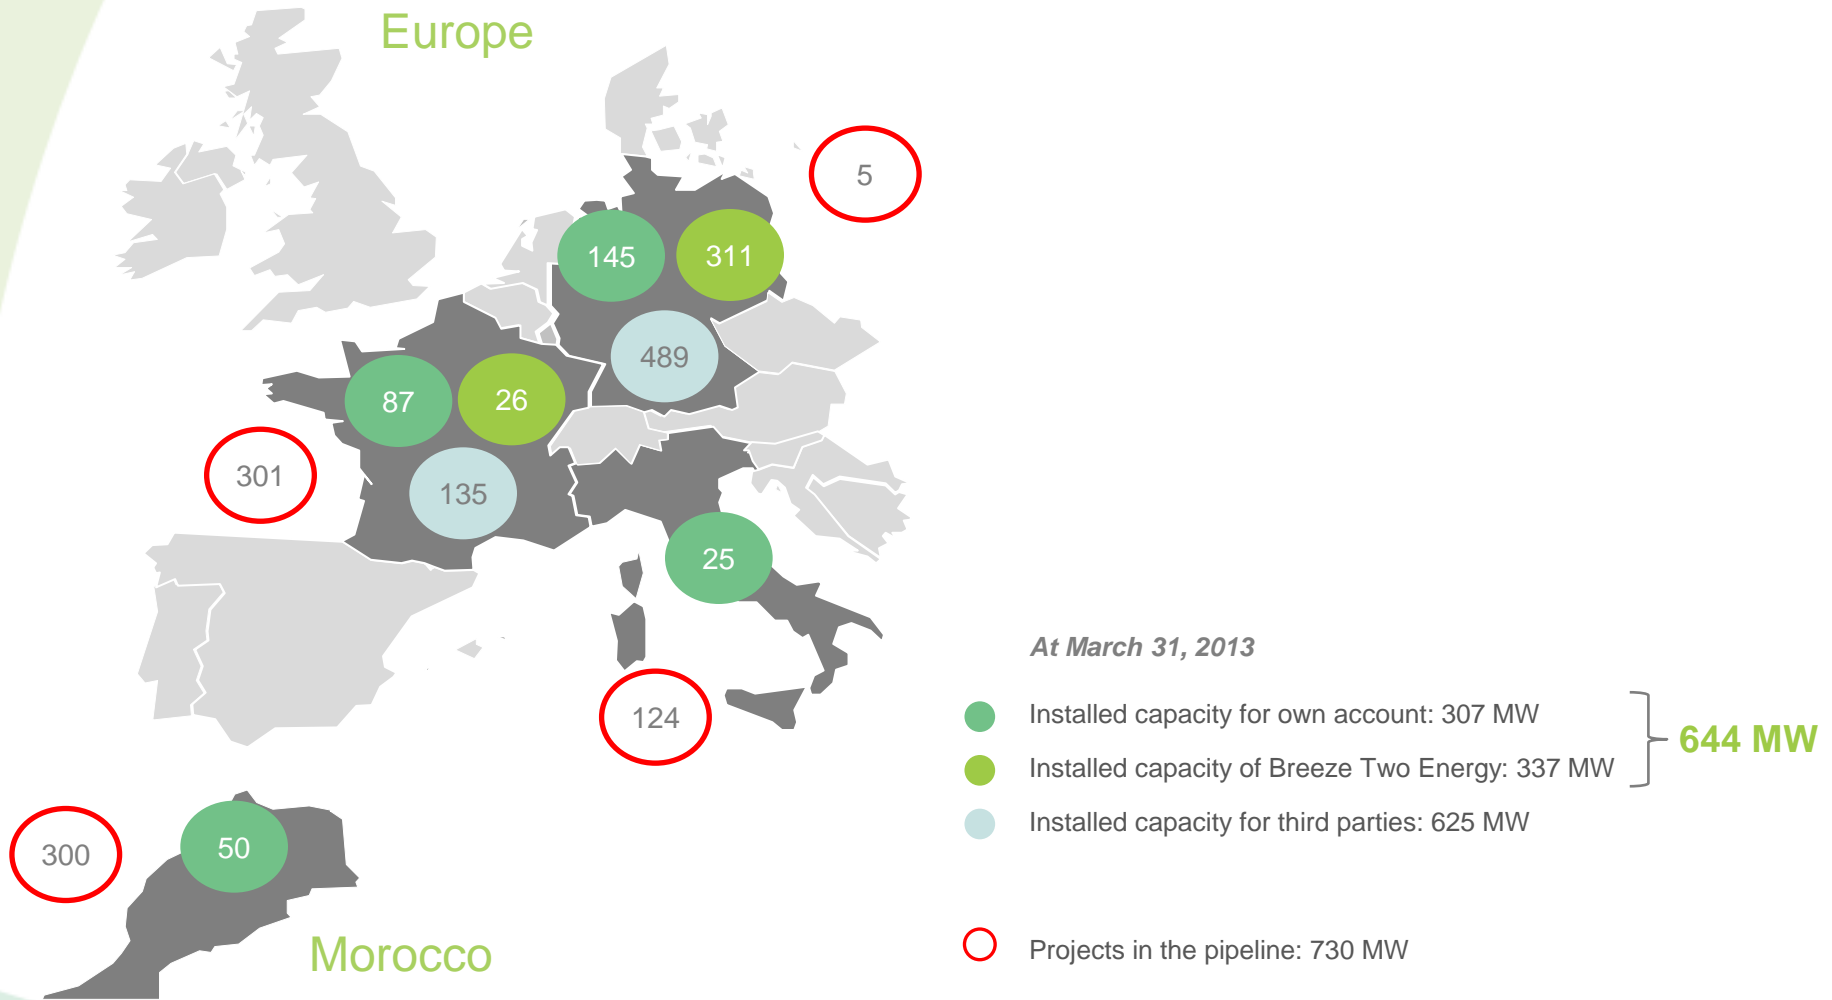 Europe
5
145
311
489
87
26
301
135
25
124
300
50
Morocco
At March 31, 2013
Installed capacity for own account: 307 MW
Installed capacity of Breeze Two Energy: 337 MW
644 MW
Installed capacity for third parties: 625 MW
Projects in the pipeline: 730 MW